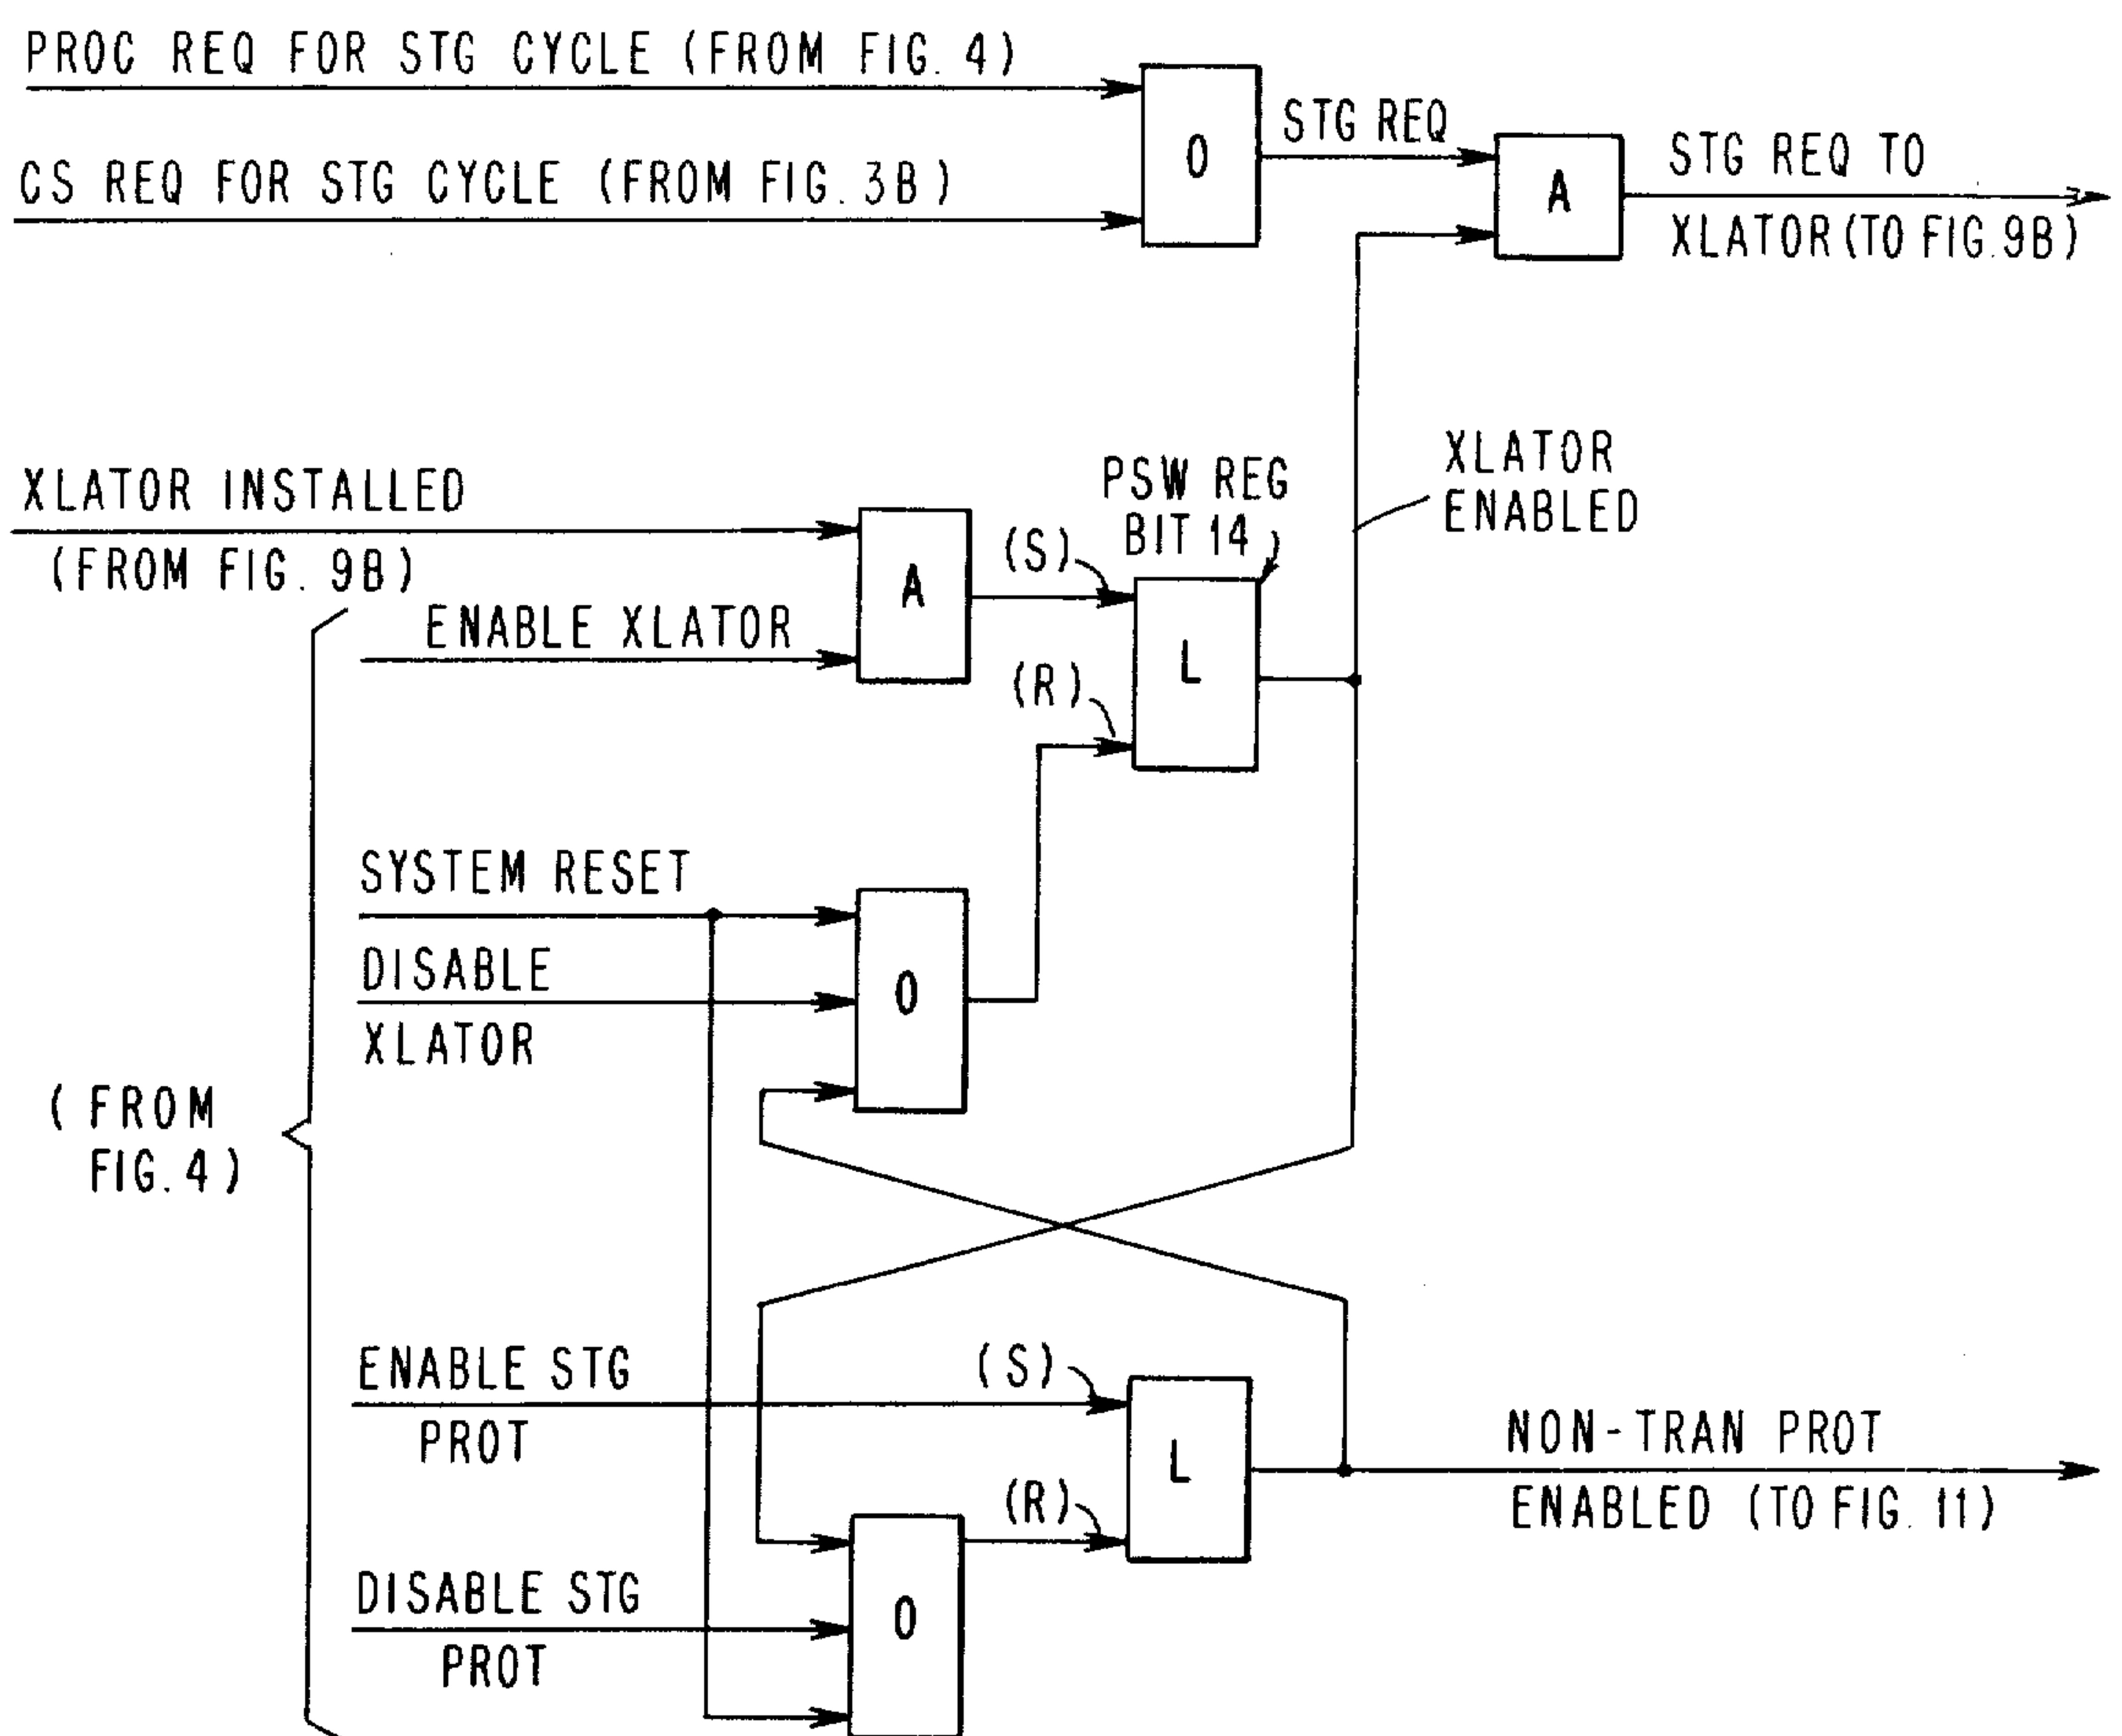 PROC REQ FOR STG CYCLE (FROM FIG. 4)
CS REQ FOR STG CYCLE (FROM FIG. 3B)
O
STG REQ
A
STG REQ TO
XLATOR (TO FIG. 9B)
XLATOR INSTALLED
(FROM FIG. 9B)
ENABLE XLATOR
A
(S)
PSW REG
BIT 14
L
(R)
XLATOR
ENABLED
SYSTEM RESET
DISABLE
XLATOR
O
(FROM
FIG. 4)
ENABLE STG
PROT
(S)
L
(R)
NON-TRAN PROT
ENABLED (TO FIG. 11)
DISABLE STG
PROT
O